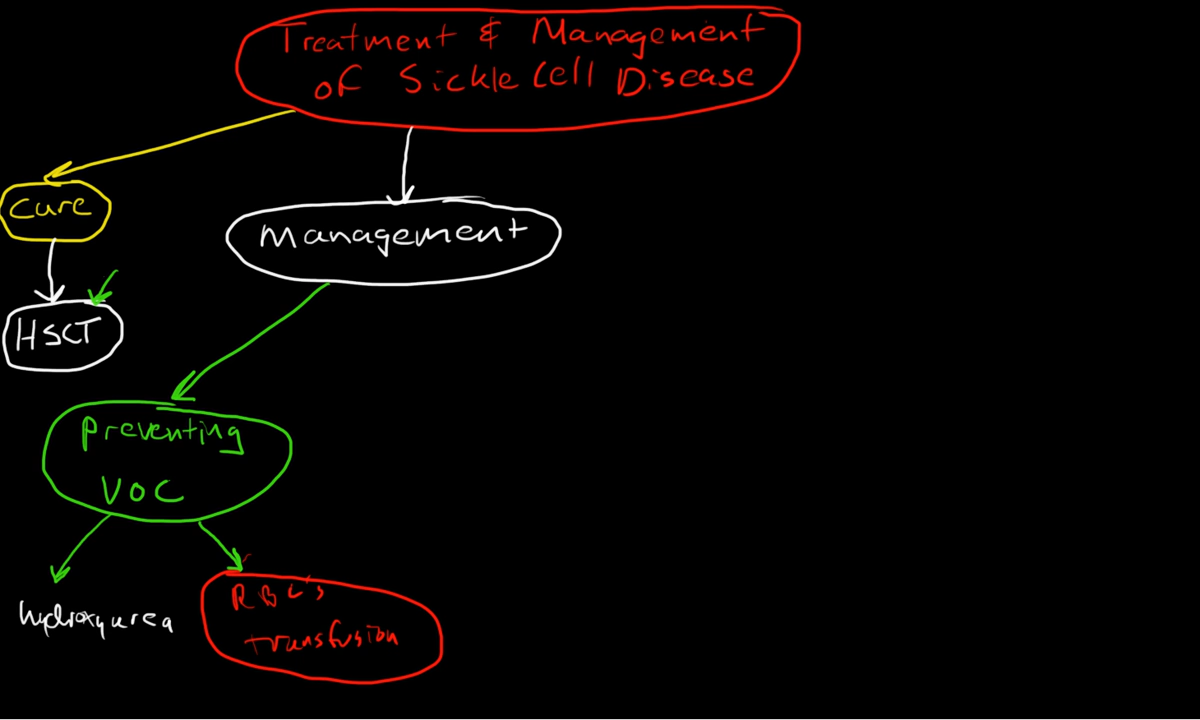 Treatment & Management
of Sickle Cell Disease
Cure
Management
HSCT
Preventing
VOC
hydroxyurea
RBC's
transfusion